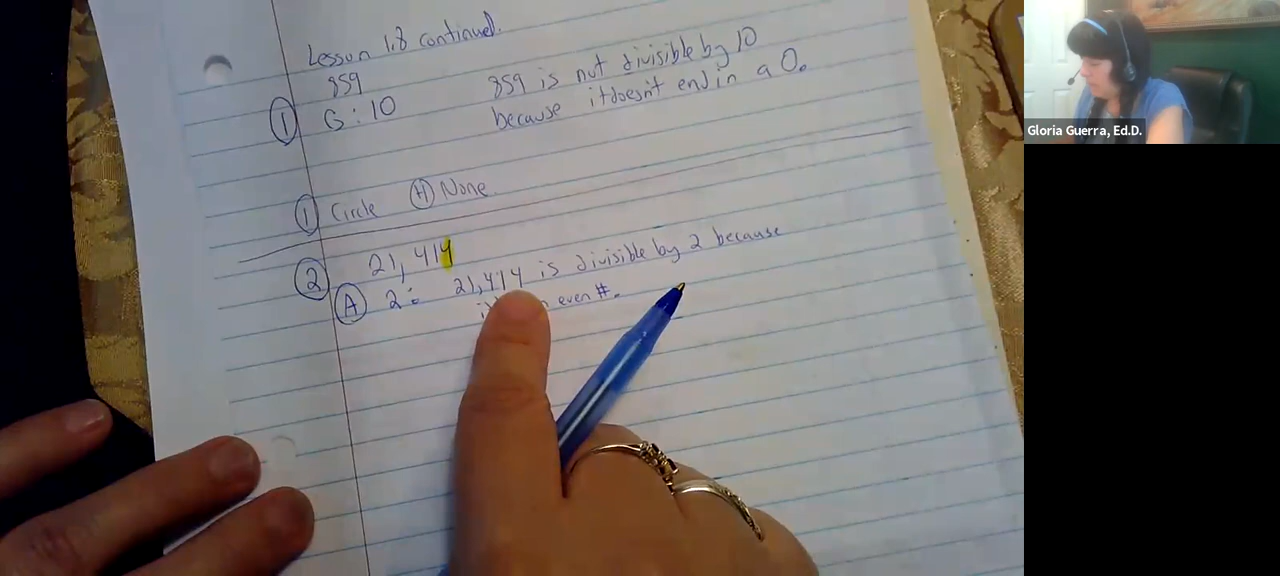 Lesson 1.8 continued.
859
① G: 10 859 is not divisible by 10
because it doesn't end in a 0.
① Circle Ⓗ None.
② 21,414
Ⓐ 2: 21,414 is divisible by 2 because
even #.
Gloria Guerra, Ed.D.